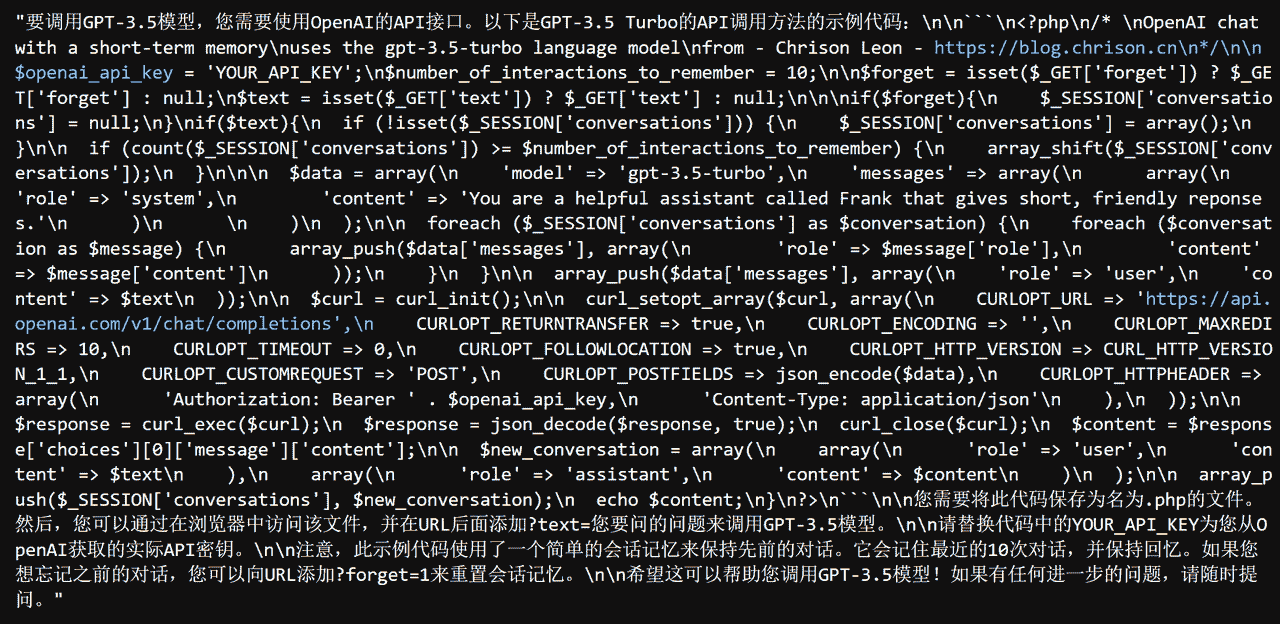 "要调用GPT-3.5模型，您需要使用OpenAI的API接口。以下是GPT-3.5 Turbo的API调用方法的示例代码：\n\n```\n<?php\n/* \nOpenAI chat
with a short-term memory\nuses the gpt-3.5-turbo language model\nfrom - Chrison Leon - https://blog.chrison.cn\n*/\n\n
$openai_api_key = 'YOUR_API_KEY';\n$number_of_interactions_to_remember = 10;\n\n$forget = isset($_GET['forget']) ? $_GE
T['forget'] : null;\n$text = isset($_GET['text']) ? $_GET['text'] : null;\n\n\nif($forget){\n    $_SESSION['conversatio
ns'] = null;\n}\nif($text){\n  if (!isset($_SESSION['conversations'])) {\n    $_SESSION['conversations'] = array();\n
}\n\n  if (count($_SESSION['conversations']) >= $number_of_interactions_to_remember) {\n    array_shift($_SESSION['conv
ersations']);\n  }\n\n\n  $data = array(\n    'model' => 'gpt-3.5-turbo',\n    'messages' => array(\n      array(\n
'role' => 'system',\n        'content' => 'You are a helpful assistant called Frank that gives short, friendly reponse
s.'\n      )\n      \n    )\n  );\n\n  foreach ($_SESSION['conversations'] as $conversation) {\n    foreach ($conversat
ion as $message) {\n      array_push($data['messages'], array(\n        'role' => $message['role'],\n        'content'
=> $message['content']\n      ));\n    }\n  }\n\n  array_push($data['messages'], array(\n    'role' => 'user',\n    'co
ntent' => $text\n  ));\n\n  $curl = curl_init();\n\n  curl_setopt_array($curl, array(\n    CURLOPT_URL => 'https://api.
openai.com/v1/chat/completions',\n    CURLOPT_RETURNTRANSFER => true,\n    CURLOPT_ENCODING => '',\n    CURLOPT_MAXREDI
RS => 10,\n    CURLOPT_TIMEOUT => 0,\n    CURLOPT_FOLLOWLOCATION => true,\n    CURLOPT_HTTP_VERSION => CURL_HTTP_VERSIO
N_1_1,\n    CURLOPT_CUSTOMREQUEST => 'POST',\n    CURLOPT_POSTFIELDS => json_encode($data),\n    CURLOPT_HTTPHEADER =>
array(\n      'Authorization: Bearer ' . $openai_api_key,\n      'Content-Type: application/json'\n    ),\n  ));\n\n
$response = curl_exec($curl);\n  $response = json_decode($response, true);\n  curl_close($curl);\n  $content = $respons
e['choices'][0]['message']['content'];\n\n  $new_conversation = array(\n    array(\n      'role' => 'user',\n      'con
tent' => $text\n    ),\n    array(\n      'role' => 'assistant',\n      'content' => $content\n    )\n  );\n\n  array_p
ush($_SESSION['conversations'], $new_conversation);\n  echo $content;\n}\n?>\n```\n\n您需要将此代码保存为名为.php的文件。
然后，您可以通过在浏览器中访问该文件，并在URL后面添加?text=您要问的问题来调用GPT-3.5模型。\n\n请替换代码中的YOUR_API_KEY为您从O
penAI获取的实际API密钥。\n\n注意，此示例代码使用了一个简单的会话记忆来保持先前的对话。它会记住最近的10次对话，并保持回忆。如果您
想忘记之前的对话，您可以向URL添加?forget=1来重置会话记忆。\n\n希望这可以帮助您调用GPT-3.5模型！如果有任何进一步的问题，请随时提
问。"